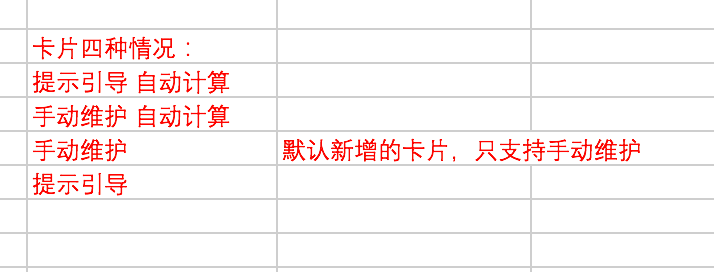 卡片四种情况：
提示引导 自动计算
手动维护 自动计算
手动维护 默认新增的卡片，只支持手动维护
提示引导